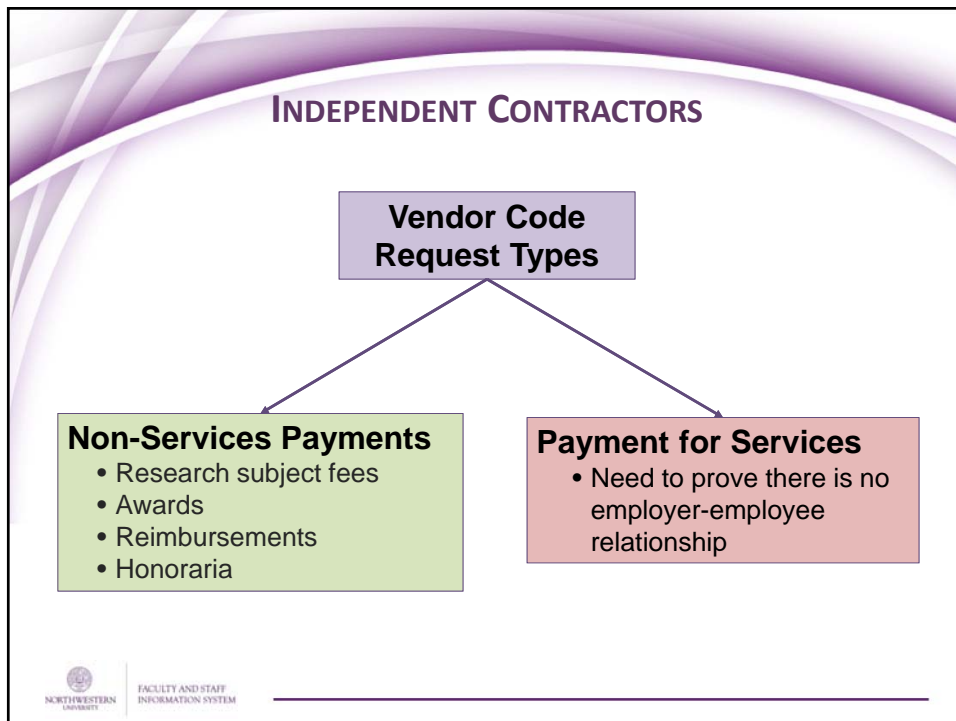 INDEPENDENT CONTRACTORS
Vendor Code
Request Types
Non-Services Payments
• Research subject fees
• Awards
• Reimbursements
• Honoraria
Payment for Services
• Need to prove there is no
employer-employee
relationship
NORTHWESTERN
UNIVERSITY
FACULTY AND STAFF
INFORMATION SYSTEM